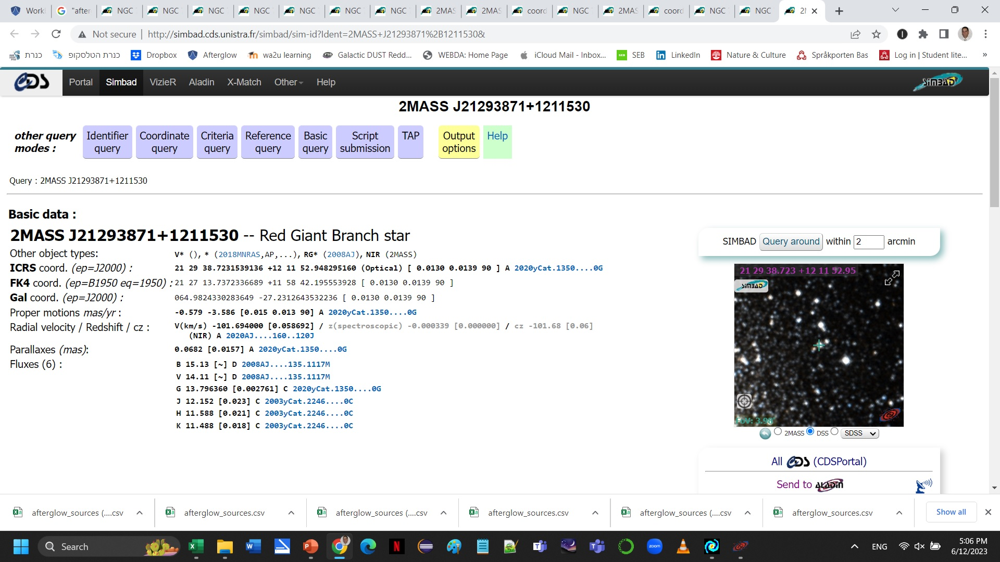 Work
"after
NGC
NGC
NGC
NGC
NGC
NGC
NGC
2MAS
2MAS
coord
NGC
2MAS
coord
NGC
NGC
Not secure
http://simbad.cds.unistra.fr/simbad/sim-id?Ident=2MASS+J21293871%2B1211530&
כנרת
כנרת הטלסקופ
Dropbox
Afterglow
wa2u learning
Galactic DUST Redd...
WEBDA: Home Page
iCloud Mail - Inbox...
SEB
LinkedIn
Nature & Culture
Språkporten Bas
Log in | Student lite...
»
CDS Portal Simbad VizieR Aladin X-Match Other Help SIMBAD
2MASS J21293871+1211530
other query modes :
Identifier query
Coordinate query
Criteria query
Reference query
Basic query
Script submission
TAP
Output options
Help
Query : 2MASS J21293871+1211530
Basic data :
2MASS J21293871+1211530 -- Red Giant Branch star
Other object types: V* (), * (2018MNRAS,AP,...), RG* (2008AJ), NIR (2MASS)
ICRS coord. (ep=J2000) : 21 29 38.7231539136 +12 11 52.948295160 (Optical) [ 0.0130 0.0139 90 ] A 2020yCat.1350....0G
FK4 coord. (ep=B1950 eq=1950) : 21 27 13.7372336689 +11 58 42.195553928 [ 0.0130 0.0139 90 ]
Gal coord. (ep=J2000) : 064.9824330283649 -27.2312643532236 [ 0.0130 0.0139 90 ]
Proper motions mas/yr : -0.579 -3.586 [0.015 0.013 90] A 2020yCat.1350....0G
Radial velocity / Redshift / cz : V(km/s) -101.694000 [0.058692] / z(spectroscopic) -0.000339 [0.000000] / cz -101.68 [0.06]
(NIR) A 2020AJ....160..120J
Parallaxes (mas): 0.0682 [0.0157] A 2020yCat.1350....0G
Fluxes (6) : B 15.13 [~] D 2008AJ....135.1117M
V 14.11 [~] D 2008AJ....135.1117M
G 13.796360 [0.002761] C 2020yCat.1350....0G
J 12.152 [0.023] C 2003yCat.2246....0C
H 11.588 [0.021] C 2003yCat.2246....0C
K 11.488 [0.018] C 2003yCat.2246....0C
SIMBAD Query around within 2 arcmin
21 29 38.723 +12 11 52.95
SIMBAD
FoV: 3.98'
2MASS DSS SDSS
All CDS (CDSPortal)
Send to ALADIN
afterglow_sources (....csv
afterglow_sources.csv
afterglow_sources (....csv
afterglow_sources.csv
afterglow_sources (....csv
afterglow_sources.csv
Show all
Search
zoom
ENG
5:06 PM
6/12/2023